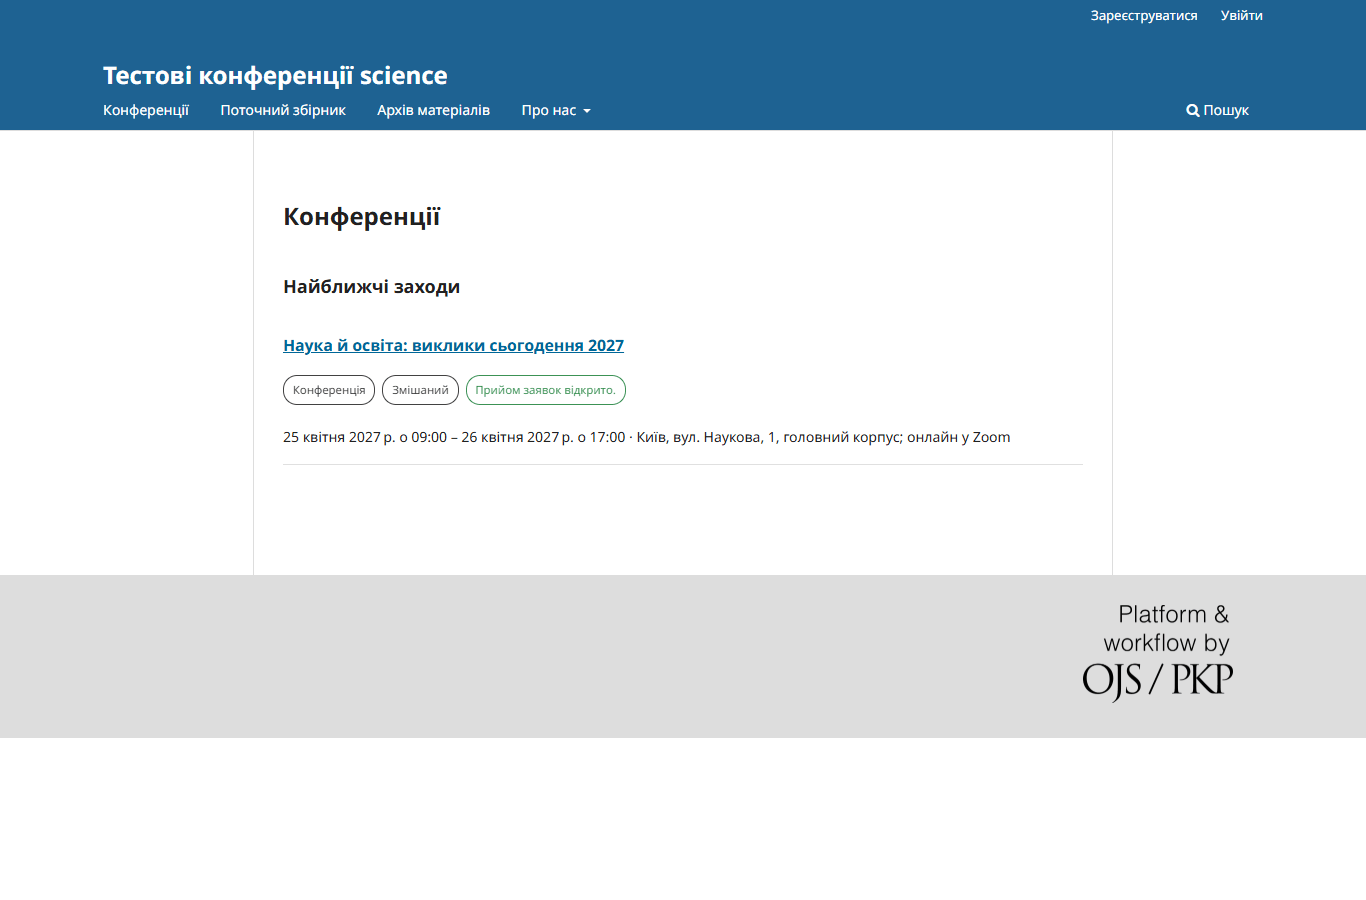 Зареєструватися Увійти
Тестові конференції science
Конференції Поточний збірник Архів матеріалів Про нас Пошук
Конференції
Найближчі заходи
Наука й освіта: виклики сьогодення 2027
Конференція Змішаний Прийом заявок відкрито.
25 квітня 2027 р. о 09:00 – 26 квітня 2027 р. о 17:00 · Київ, вул. Наукова, 1, головний корпус; онлайн у Zoom
Platform &
workflow by
OJS / PKP